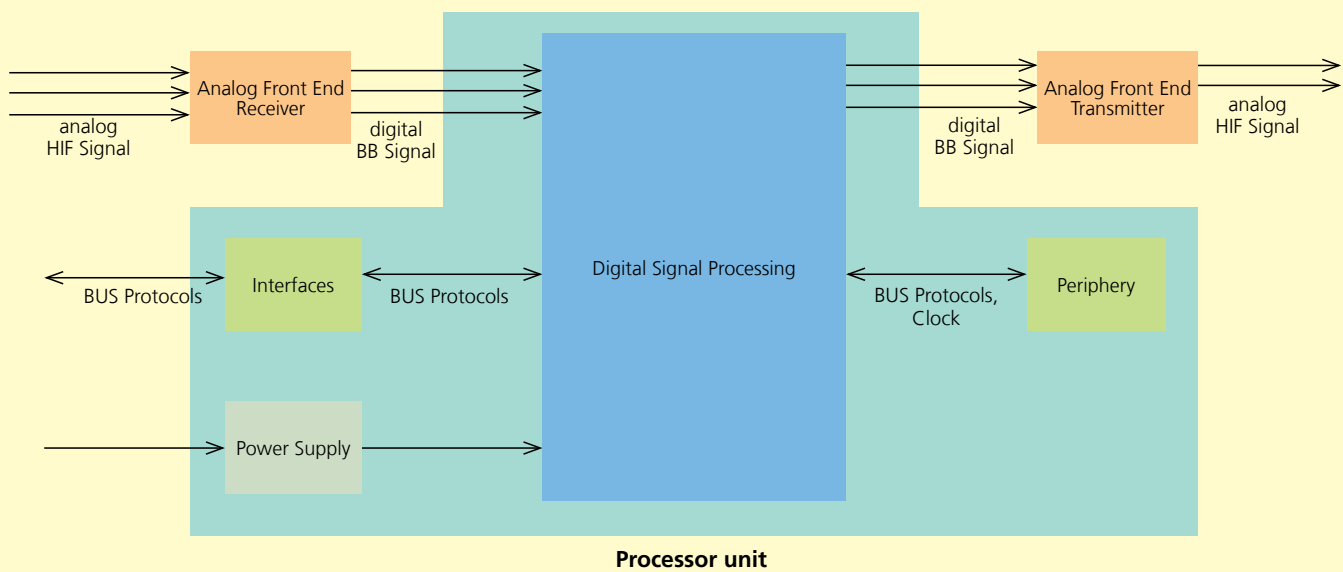 Analog Front End
Receiver
analog
HIF Signal
digital
BB Signal
Analog Front End
Transmitter
digital
BB Signal
analog
HIF Signal
Digital Signal Processing
BUS Protocols
Interfaces
BUS Protocols
BUS Protocols,
Clock
Periphery
Power Supply
Processor unit